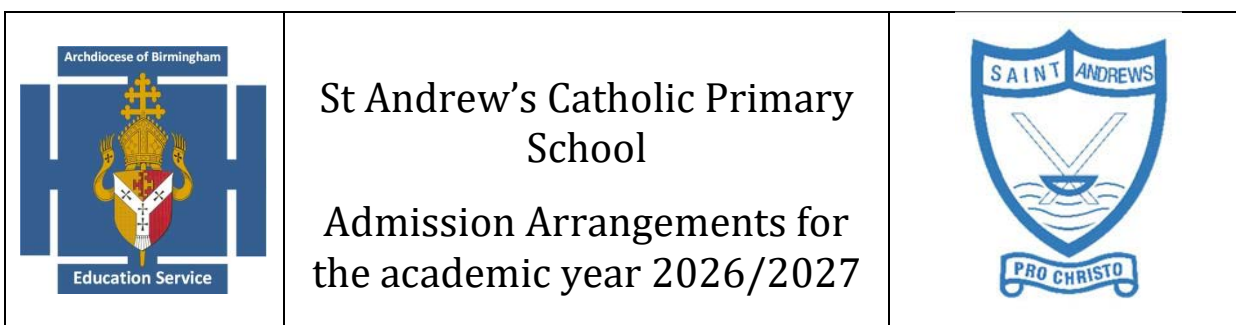 Archdiocese of Birmingham
Education Service
St Andrew’s Catholic Primary
School
Admission Arrangements for
the academic year 2026/2027
SAINT ANDREWS
PRO CHRISTO